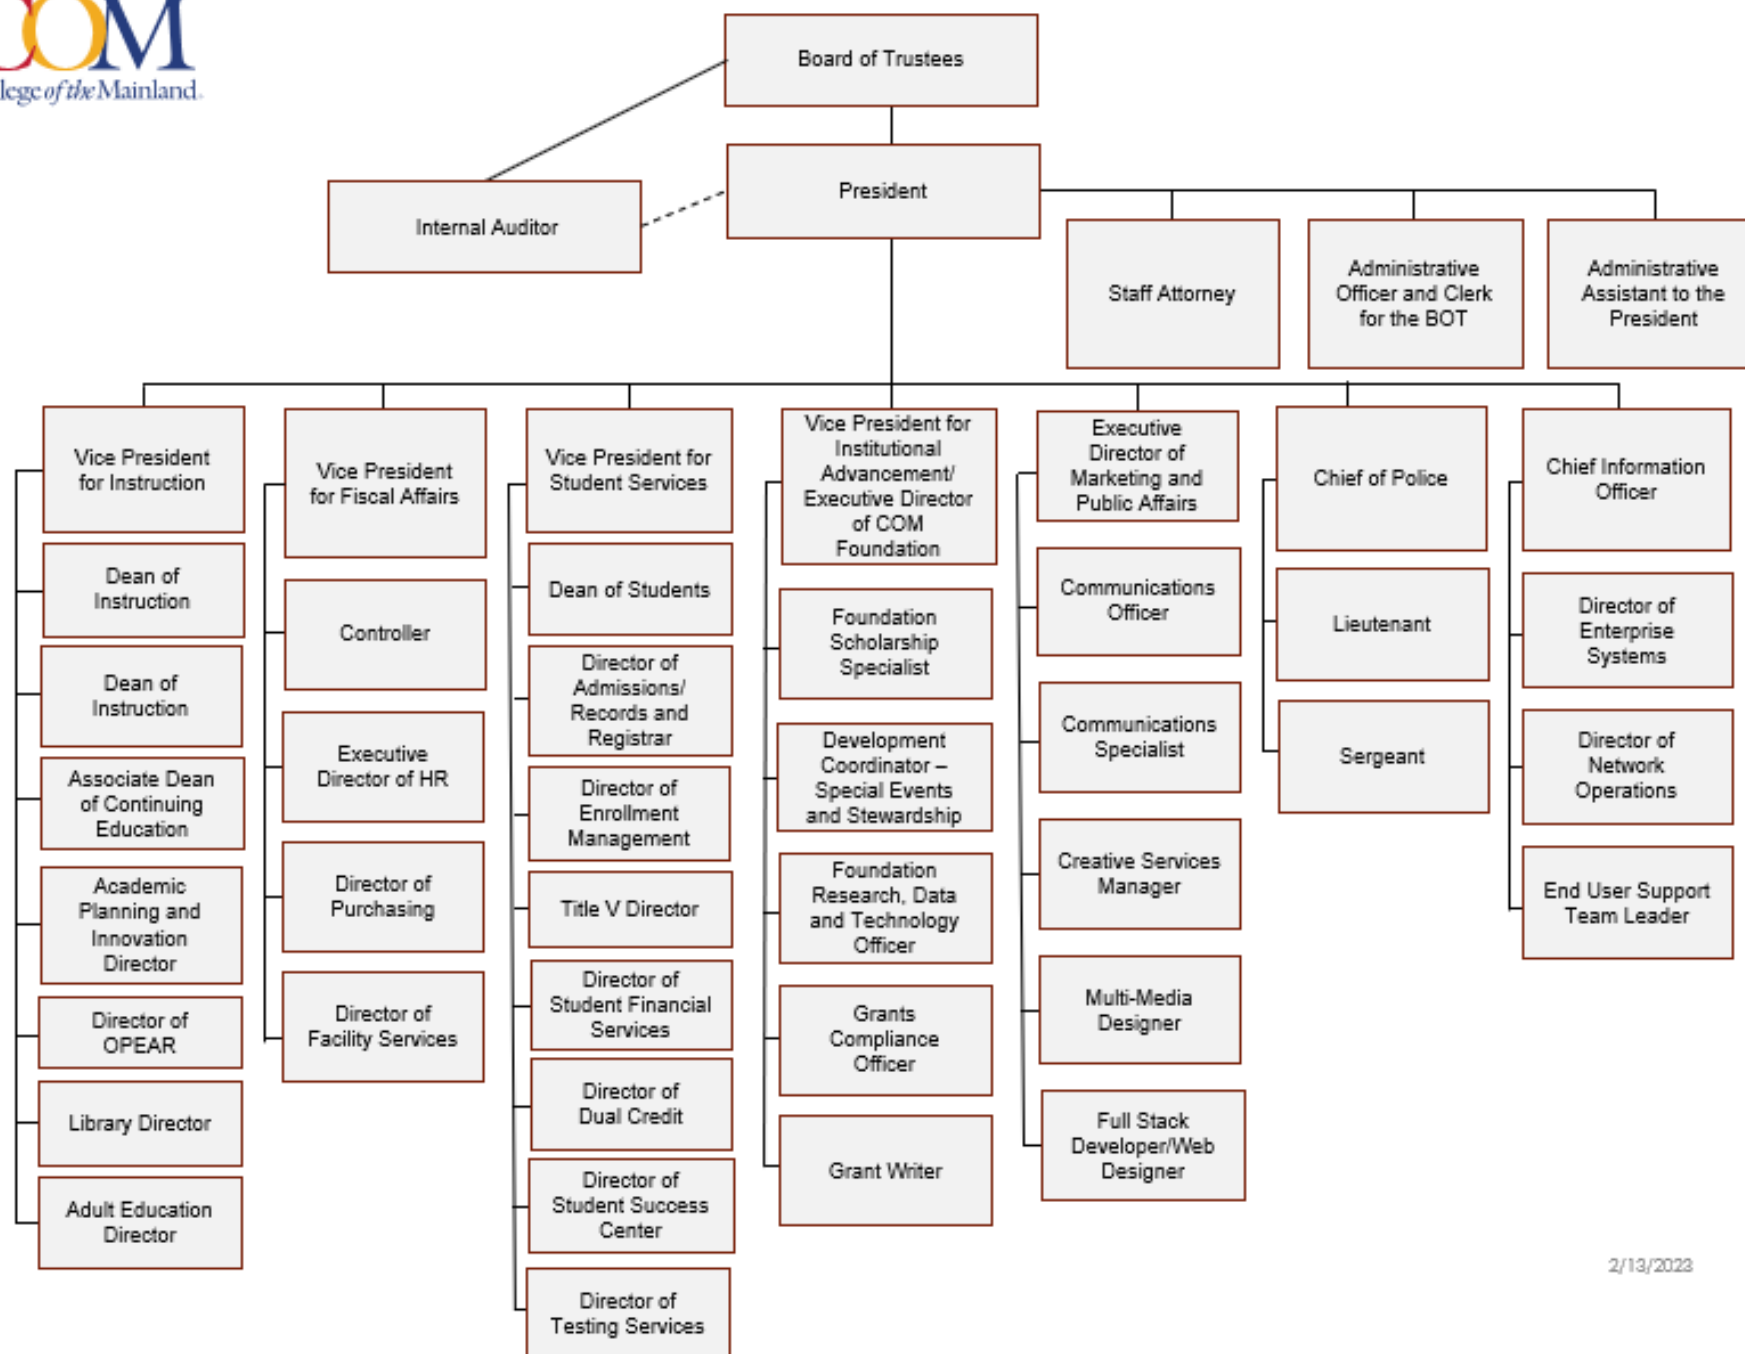 COM
College of the Mainland
Board of Trustees
President
Internal Auditor
Staff Attorney
Administrative
Officer and Clerk
for the BOT
Administrative
Assistant to the
President
Vice President
for Instruction
Dean of
Instruction
Dean of
Instruction
Associate Dean
of Continuing
Education
Academic
Planning and
Innovation
Director
Director of
OPEAR
Library Director
Adult Education
Director
Vice President
for Fiscal Affairs
Controller
Executive
Director of HR
Director of
Purchasing
Director of
Facility Services
Vice President for
Student Services
Dean of Students
Director of
Admissions/
Records and
Registrar
Director of
Enrollment
Management
Title V Director
Director of
Student Financial
Services
Director of
Dual Credit
Director of
Student Success
Center
Director of
Testing Services
Vice President for
Institutional
Advancement/
Executive Director
of COM
Foundation
Foundation
Scholarship
Specialist
Development
Coordinator –
Special Events
and Stewardship
Foundation
Research, Data
and Technology
Officer
Grants
Compliance
Officer
Grant Writer
Executive
Director of
Marketing and
Public Affairs
Communications
Officer
Communications
Specialist
Creative Services
Manager
Multi-Media
Designer
Full Stack
Developer/Web
Designer
Chief of Police
Lieutenant
Sergeant
Chief Information
Officer
Director of
Enterprise
Systems
Director of
Network
Operations
End User Support
Team Leader
2/13/2023